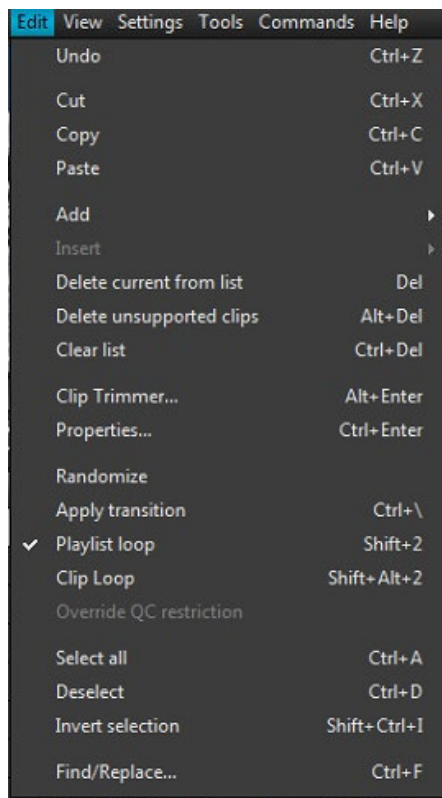 Edit View Settings Tools Commands Help
Undo Ctrl+Z
Cut Ctrl+X
Copy Ctrl+C
Paste Ctrl+V
Add
Insert
Delete current from list Del
Delete unsupported clips Alt+Del
Clear list Ctrl+Del
Clip Trimmer... Alt+Enter
Properties... Ctrl+Enter
Randomize
Apply transition Ctrl+\
Playlist loop Shift+2
Clip Loop Shift+Alt+2
Override QC restriction
Select all Ctrl+A
Deselect Ctrl+D
Invert selection Shift+Ctrl+I
Find/Replace... Ctrl+F